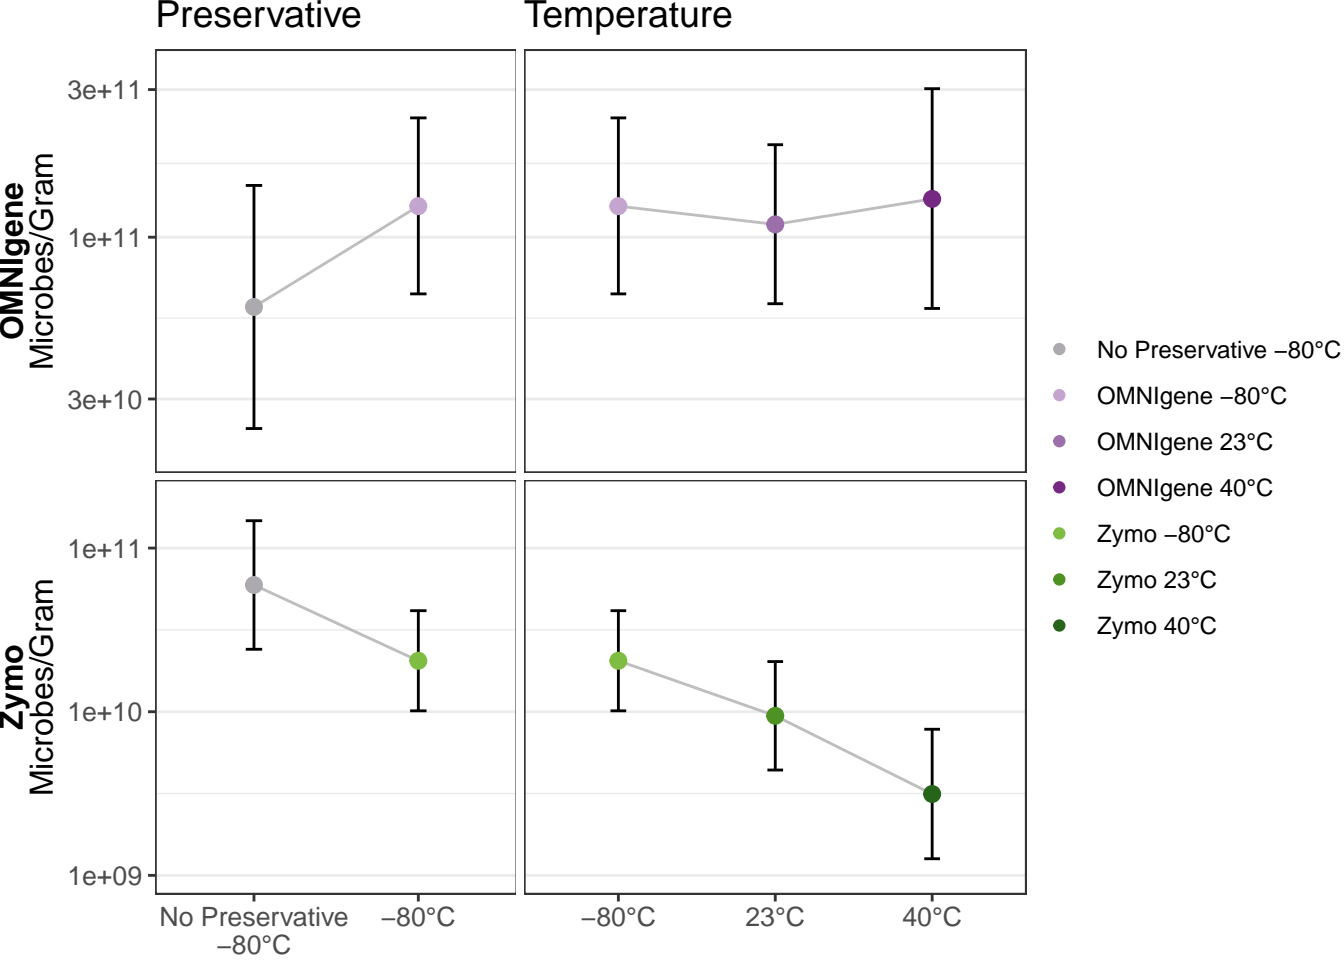 Preservative
Temperature
OMNIgene
Microbes/Gram
3e+11
1e+11
3e+10
Zymo
Microbes/Gram
1e+11
1e+10
1e+09
No Preservative
−80°C
−80°C
−80°C
23°C
40°C
No Preservative −80°C
OMNIgene −80°C
OMNIgene 23°C
OMNIgene 40°C
Zymo −80°C
Zymo 23°C
Zymo 40°C